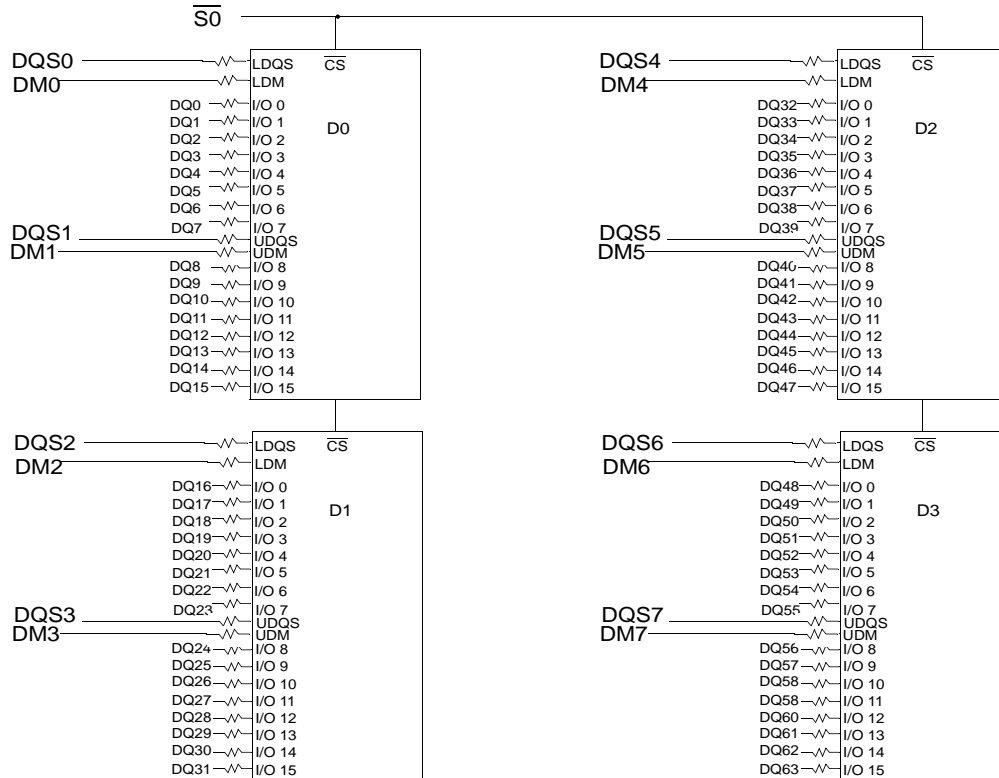 S0
DQS0 LDQS CS
DM0 LDM
DQ0 I/O 0
DQ1 I/O 1
D0
DQ2 I/O 2
DQ3 I/O 3
DQ4 I/O 4
DQ5 I/O 5
DQ6 I/O 6
DQ7 I/O 7
DQS1 UDQS
DM1 UDM
DQ8 I/O 8
DQ9 I/O 9
DQ10 I/O 10
DQ11 I/O 11
DQ12 I/O 12
DQ13 I/O 13
DQ14 I/O 14
DQ15 I/O 15
DQS4 LDQS CS
DM4 LDM
DQ32 I/O 0
DQ33 I/O 1
D2
DQ34 I/O 2
DQ35 I/O 3
DQ36 I/O 4
DQ37 I/O 5
DQ38 I/O 6
DQ39 I/O 7
DQS5 UDQS
DM5 UDM
DQ40 I/O 8
DQ41 I/O 9
DQ42 I/O 10
DQ43 I/O 11
DQ44 I/O 12
DQ45 I/O 13
DQ46 I/O 14
DQ47 I/O 15
DQS2 LDQS CS
DM2 LDM
DQ16 I/O 0
DQ17 I/O 1
D1
DQ18 I/O 2
DQ19 I/O 3
DQ20 I/O 4
DQ21 I/O 5
DQ22 I/O 6
DQ23 I/O 7
DQS3 UDQS
DM3 UDM
DQ24 I/O 8
DQ25 I/O 9
DQ26 I/O 10
DQ27 I/O 11
DQ28 I/O 12
DQ29 I/O 13
DQ30 I/O 14
DQ31 I/O 15
DQS6 LDQS CS
DM6 LDM
DQ48 I/O 0
DQ49 I/O 1
D3
DQ50 I/O 2
DQ51 I/O 3
DQ52 I/O 4
DQ53 I/O 5
DQ54 I/O 6
DQ55 I/O 7
DQS7 UDQS
DM7 UDM
DQ56 I/O 8
DQ57 I/O 9
DQ58 I/O 10
DQ58 I/O 11
DQ60 I/O 12
DQ61 I/O 13
DQ62 I/O 14
DQ63 I/O 15